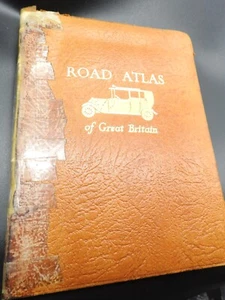 ROAD ATLAS
of Great Britain